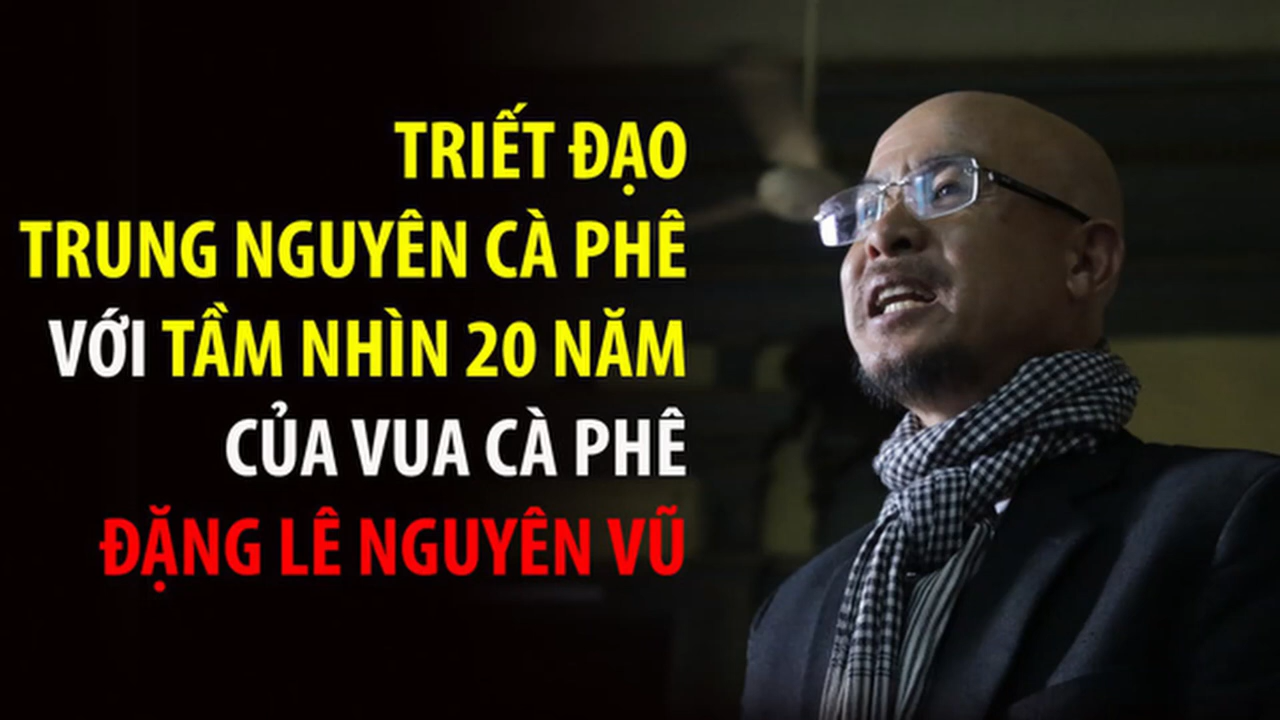 TRIẾT ĐẠO
TRUNG NGUYÊN CÀ PHÊ
VỚI TẦM NHÌN 20 NĂM
CỦA VUA CÀ PHÊ
ĐẶNG LÊ NGUYÊN VŨ